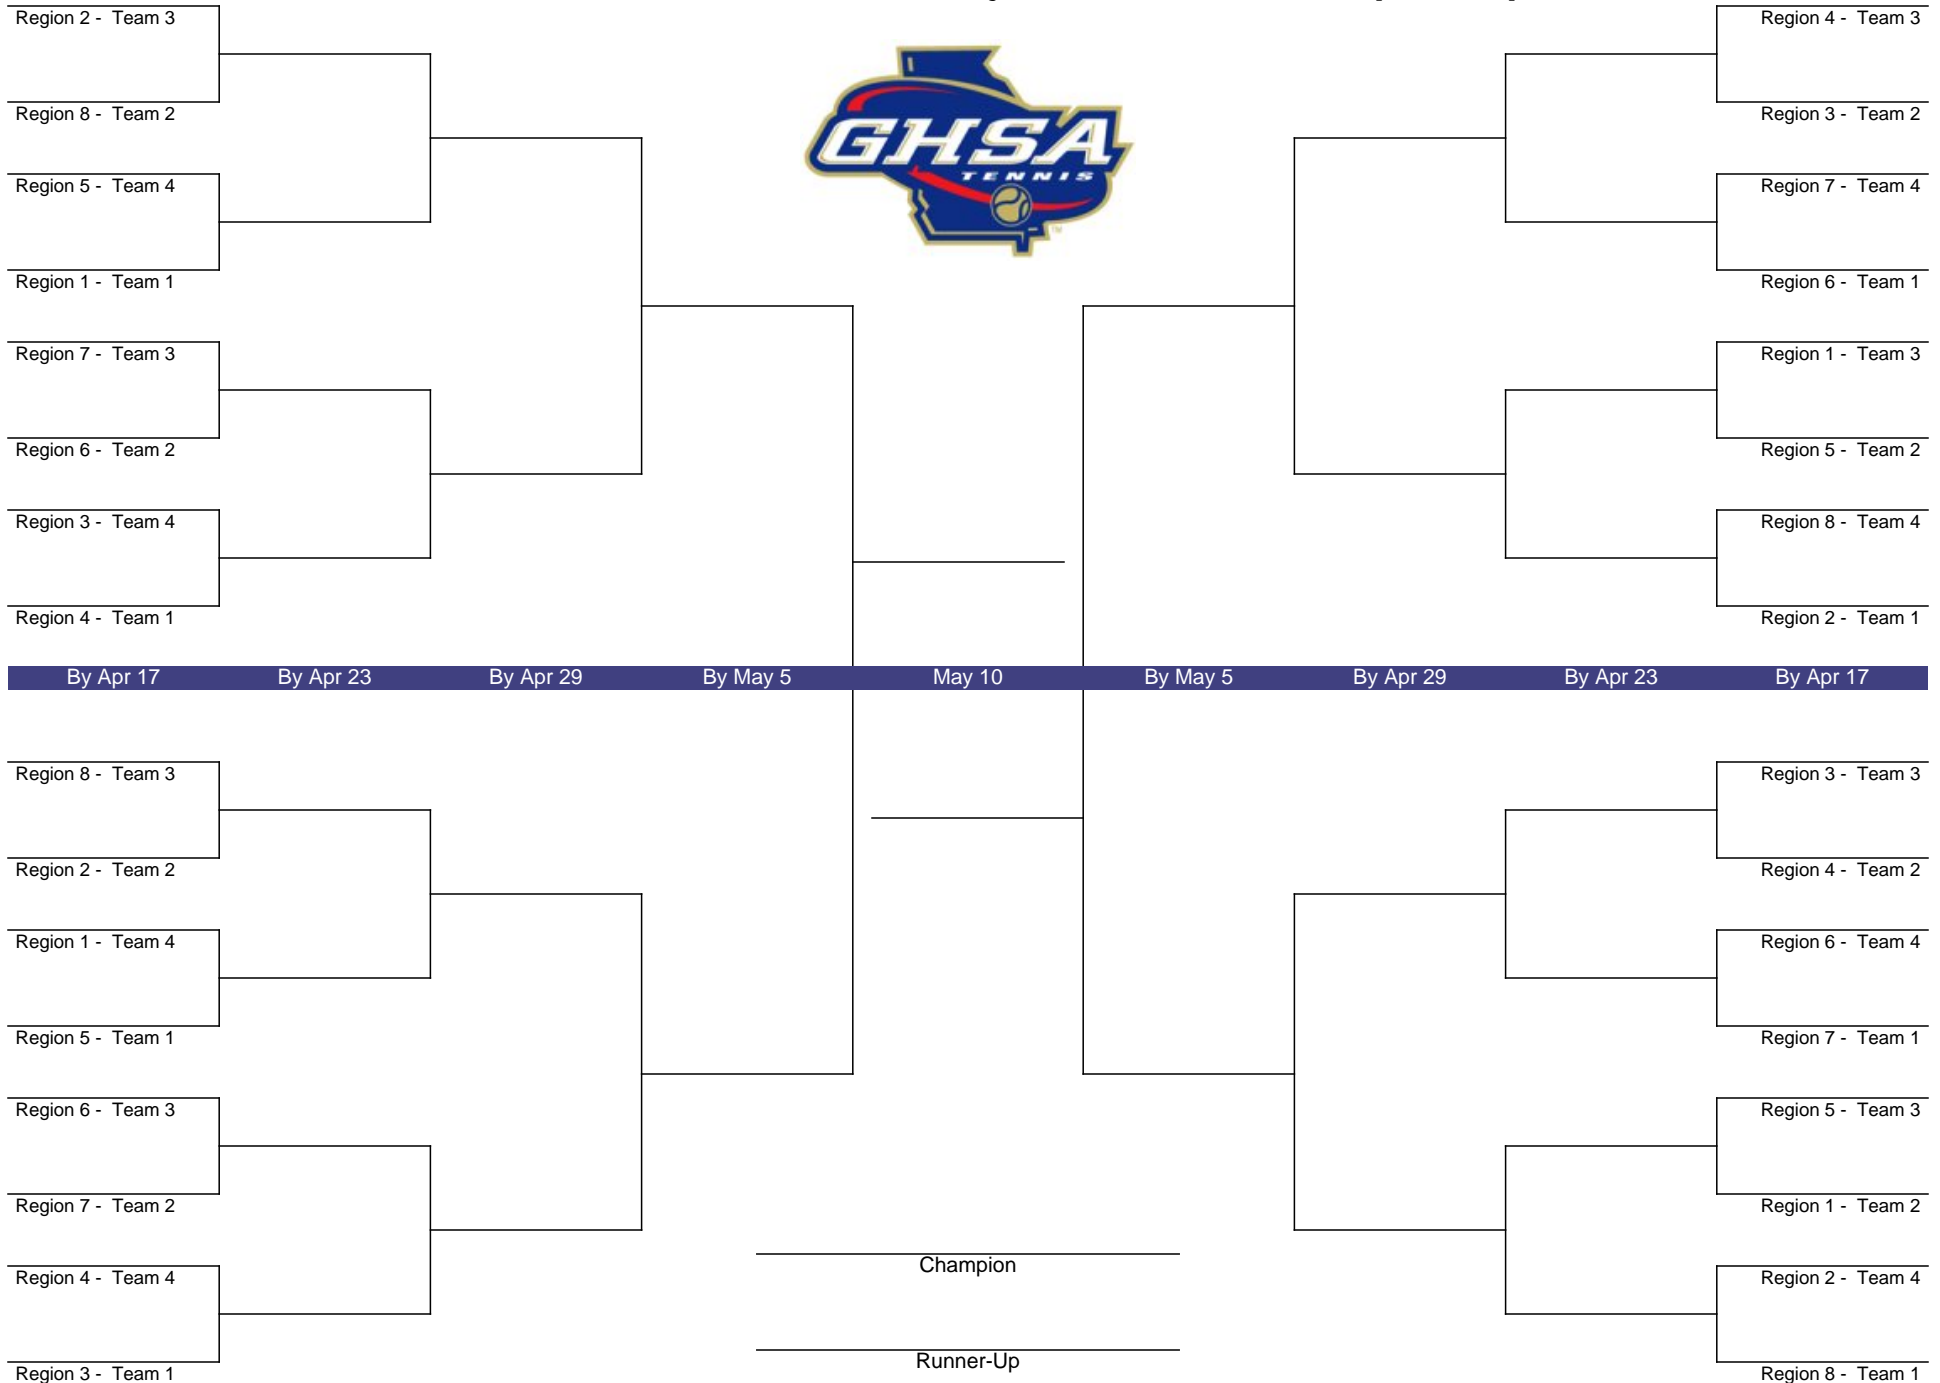 Region 2 - Team 3
Region 4 - Team 3
Region 8 - Team 2
Region 3 - Team 2
GHSA
TENNIS
TM
Region 5 - Team 4
Region 7 - Team 4
Region 1 - Team 1
Region 6 - Team 1
Region 7 - Team 3
Region 1 - Team 3
Region 6 - Team 2
Region 5 - Team 2
Region 3 - Team 4
Region 8 - Team 4
Region 4 - Team 1
Region 2 - Team 1
By Apr 17 By Apr 23 By Apr 29 By May 5 May 10 By May 5 By Apr 29 By Apr 23 By Apr 17
Region 8 - Team 3
Region 3 - Team 3
Region 2 - Team 2
Region 4 - Team 2
Region 1 - Team 4
Region 6 - Team 4
Region 5 - Team 1
Region 7 - Team 1
Region 6 - Team 3
Region 5 - Team 3
Region 7 - Team 2
Region 1 - Team 2
Champion
Region 4 - Team 4
Region 2 - Team 4
Runner-Up
Region 3 - Team 1
Region 8 - Team 1